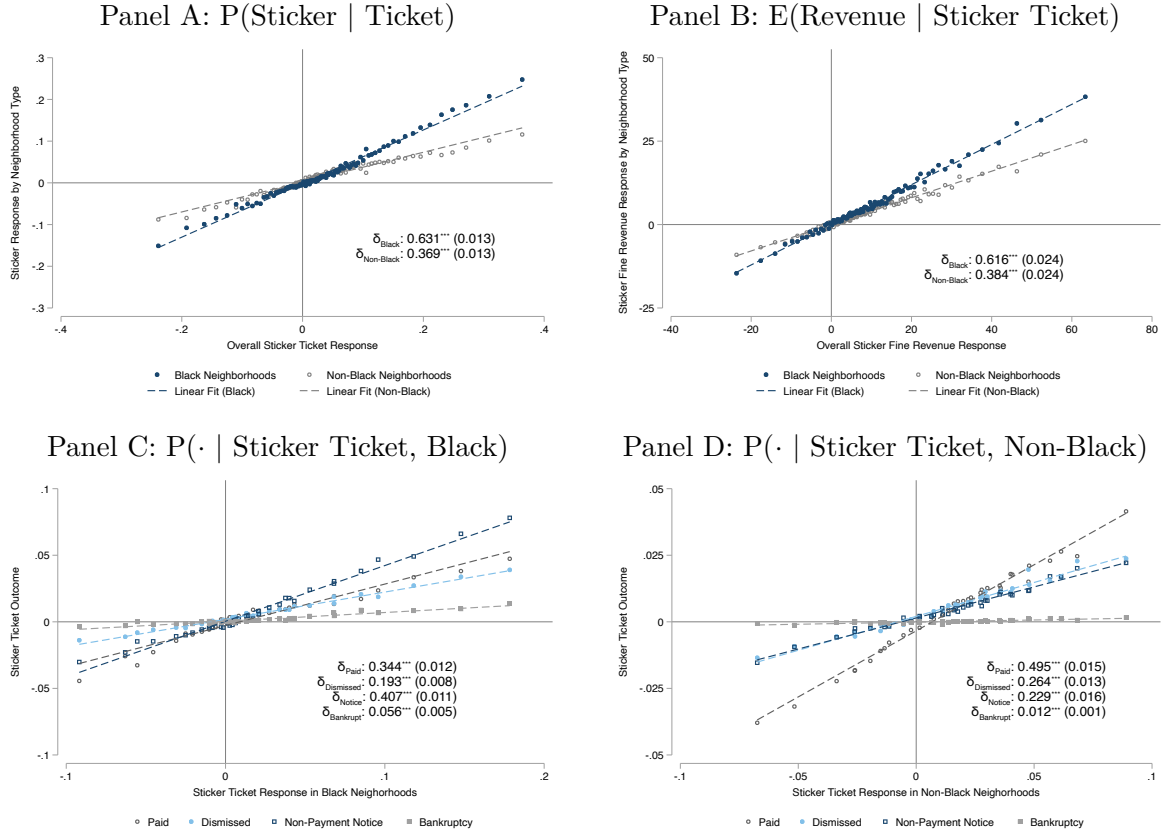 Panel A: P(Sticker | Ticket)
Sticker Response by Neighborhood Type
.3
.2
.1
0
-.1
-.2
-.3
δBlack: 0.631*** (0.013)
δNon-Black: 0.369*** (0.013)
-.4
-.2
0
.2
.4
Overall Sticker Ticket Response
Black Neighborhoods
Non-Black Neighborhoods
Linear Fit (Black)
Linear Fit (Non-Black)
Panel B: E(Revenue | Sticker Ticket)
Sticker Fine Revenue Response by Neighborhood Type
50
25
0
-25
δBlack: 0.616*** (0.024)
δNon-Black: 0.384*** (0.024)
-40
-20
0
20
40
60
80
Overall Sticker Fine Revenue Response
Black Neighborhoods
Non-Black Neighborhoods
Linear Fit (Black)
Linear Fit (Non-Black)
Panel C: P(· | Sticker Ticket, Black)
Sticker Ticket Outcome
.1
.05
0
-.05
-.1
δPaid: 0.344*** (0.012)
δDismissed: 0.193*** (0.008)
δNotice: 0.407*** (0.011)
δBankrupt: 0.056*** (0.005)
-.1
0
.1
.2
Sticker Ticket Response in Black Neighorhoods
Paid
Dismissed
Non-Payment Notice
Bankruptcy
Panel D: P(· | Sticker Ticket, Non-Black)
Sticker Ticket Outcome
.05
.025
0
-.025
-.05
δPaid: 0.495*** (0.015)
δDismissed: 0.264*** (0.013)
δNotice: 0.229*** (0.016)
δBankrupt: 0.012*** (0.001)
-.1
-.05
0
.05
.1
Sticker Ticket Response in Non-Black Neighorhoods
Paid
Dismissed
Non-Payment Notice
Bankruptcy